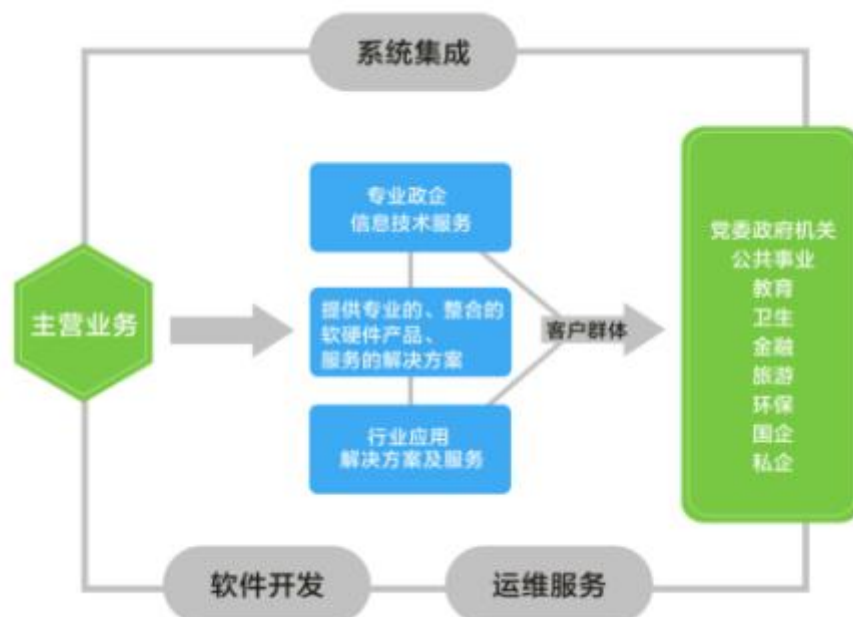 系统集成
专业政企
信息技术服务
主营业务
提供专业的、整合的
软硬件产品、
服务的解决方案
客户群体
行业应用
解决方案及服务
党委政府机关
公共事业
教育
卫生
金融
旅游
环保
国企
私企
软件开发
运维服务